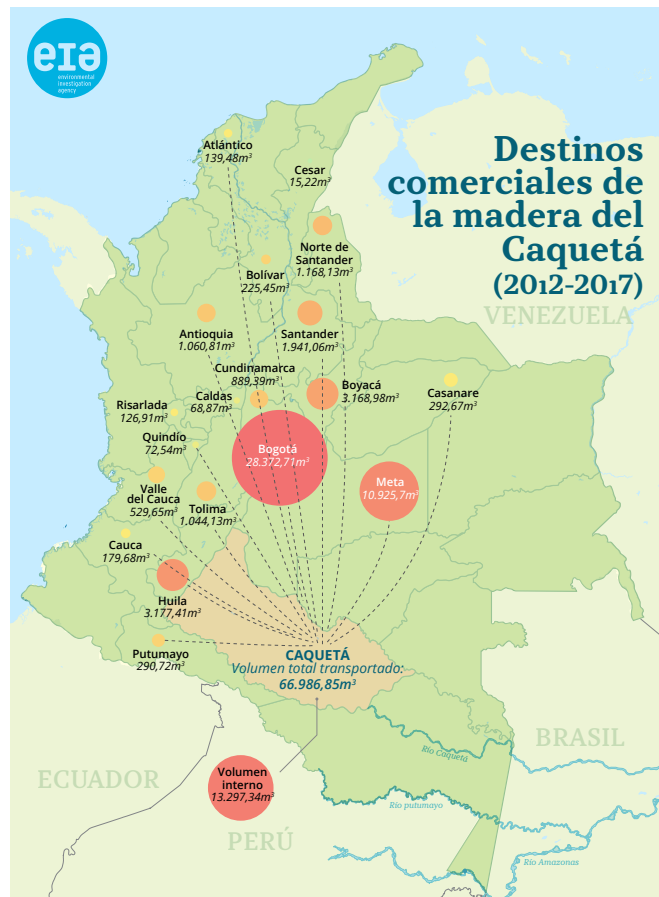 eia
environmental
investigation
agency
Destinos
comerciales de
la madera del
Caquetá
(2012-2017)
Atlántico
139,48m³
Cesar
15,22m³
Norte de
Santander
1.168,13m³
Bolívar
225,45m³
VENEZUELA
Antioquia
1.060,81m³
Santander
1.941,06m³
Cundinamarca
889,39m³
Boyacá
3.168,98m³
Casanare
292,67m³
Caldas
68,87m³
Risarlada
126,91m³
Quindío
72,54m³
Bogotá
28.372,71m³
Meta
10.925,7m³
Valle
del Cauca
529,65m³
Tolima
1.044,13m³
Cauca
179,68m³
Huila
3.177,41m³
Putumayo
290,72m³
CAQUETÁ
Volumen total transportado:
66.986,85m³
Río Caquetá
BRASIL
ECUADOR
Volumen
interno
13.297,34m³
Río putumayo
PERÚ
Río Amazonas